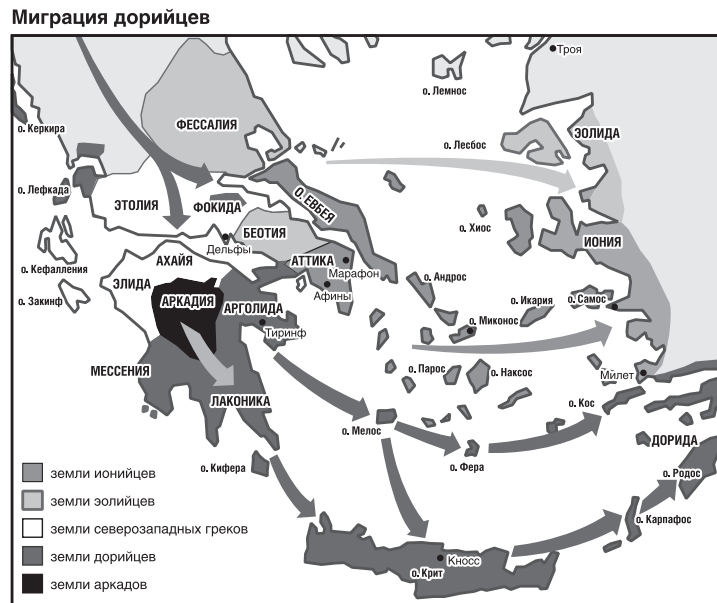 Миграция дорийцев
Троя
о. Лемнос
ФЕССАЛИЯ
о. Керкира
о. Лесбос
ЭОЛИДА
о. Лефкада
ЭТОЛИЯ
ФОКИДА
О. ЕВБЕЯ
БЕОТИЯ
о. Хиос
Дельфы
ИОНИЯ
АХАЙЯ
АТТИКА
о. Кефалления
Марафон
ЭЛИДА
о. Андрос
Афины
о. Закинф
АРКАДИЯ
АРГОЛИДА
о. Икария
о. Самос
Тиринф
о. Миконос
МЕССЕНИЯ
о. Парос
о. Наксос
Милет
ЛАКОНИКА
о. Кос
о. Мелос
ДОРИДА
о. Кифера
о. Фера
о. Родос
земли ионийцев
земли эолийцев
о. Карпафос
земли северозападных греков
земли дорийцев
Кносс
о. Крит
земли аркадов